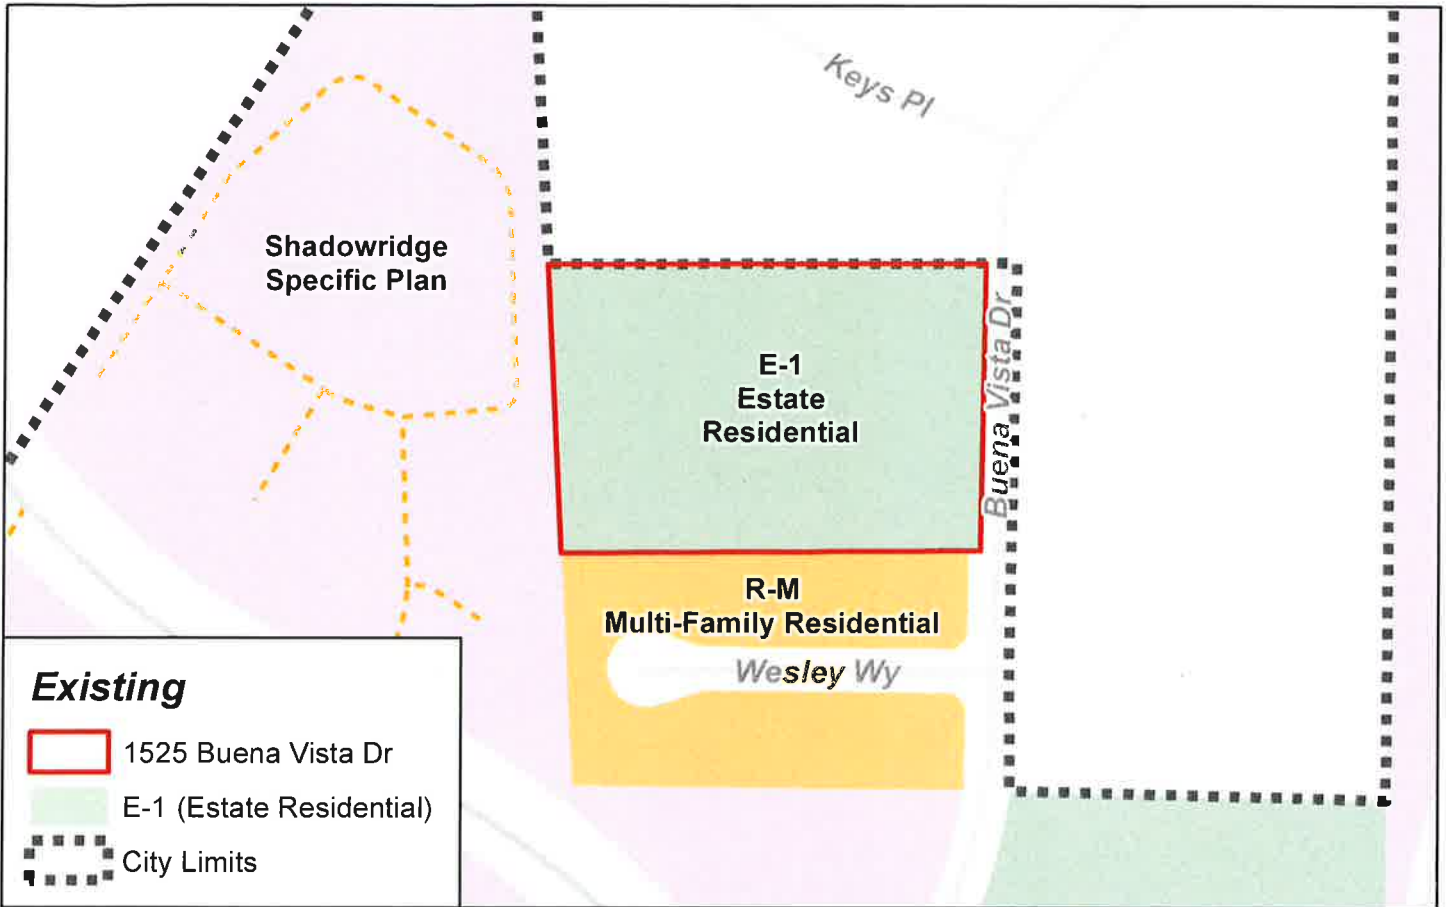 Keys Pl
Shadowridge
Specific Plan
E-1
Estate
Residential
Buena Vista Dr
R-M
Multi-Family Residential
Wesley Wy
Existing
1525 Buena Vista Dr
E-1 (Estate Residential)
City Limits